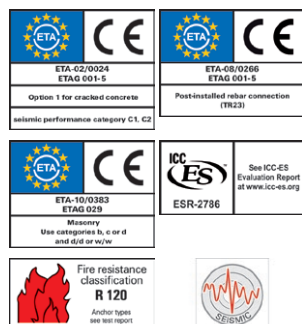 ETA
CE
ETA-02/0024
ETAG 001-5
Option 1 for cracked concrete
seismic performance category C1, C2
ETA
CE
ETA-08/0266
ETAG 001-5
Post-installed rebar connection
(TR23)
ETA
CE
ETA-10/0383
ETAG 029
Masonry
Use categories b, c or d
and d/d or w/w
ICC
ES
ESR-2786
See ICC-ES
Evaluation Report
at www.icc-es.org
Fire resistance
classification
R 120
Anchor types
see test report
SEISMIC